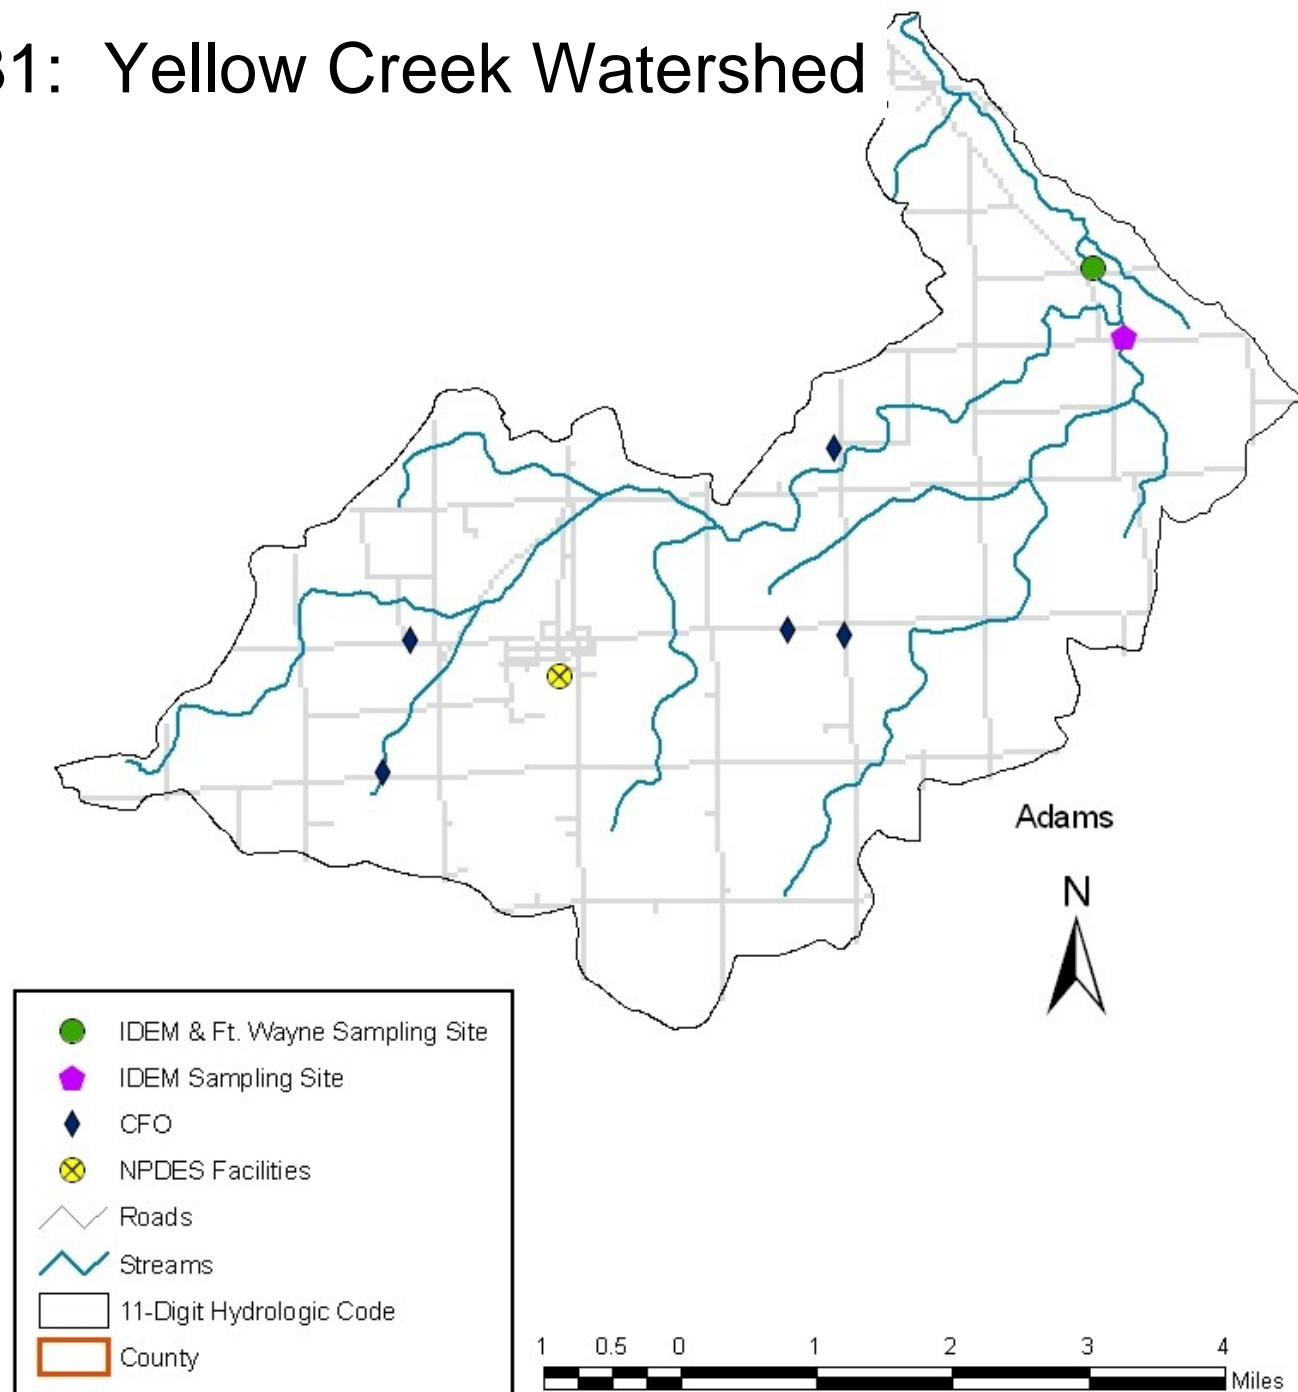 31: Yellow Creek Watershed
Adams
N
IDEM & Ft. Wayne Sampling Site
IDEM Sampling Site
CFO
NPDES Facilities
Roads
Streams
11-Digit Hydrologic Code
County
1 0.5 0 1 2 3 4
Miles